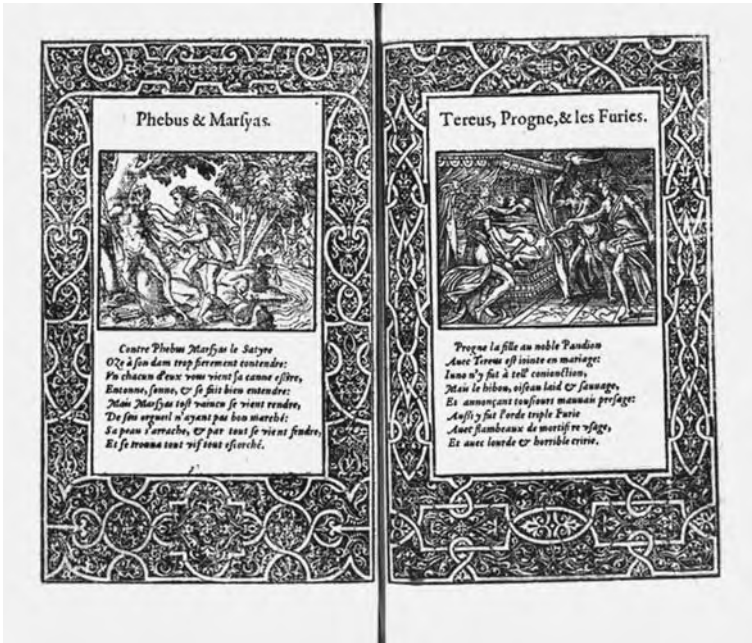 Phebus & Marſyas.
Contre Phebus Marſyas le Satyre
Oze à ſon dam trop fierement contendre:
Vn chacun d'eux vous vient ſa canne eſlire,
Entonne, ſonne, & ſe fait bien entendre:
Mais Marſyas toſt vaincu ſe vient rendre,
De ſon orgueil n'ayant pas bon marché:
Sa peau s'arrache, & par tout ſe vient fendre,
Et ſe trouua tout vif tout eſcorché.
Tereus, Progne, & les Furies.
Progne la fille au noble Pandion
Auec Tereus eſt iointe en mariage:
Iuno n'y fut à tell' conionction,
Mais le hibou, oiſeau laid & ſauuage,
Et annonçant touſiours mauuais preſage:
Auſſi y fut l'orde triple Furie
Auec flambeaux de mortifere vſage,
Et auec lourde & horrible cririe.